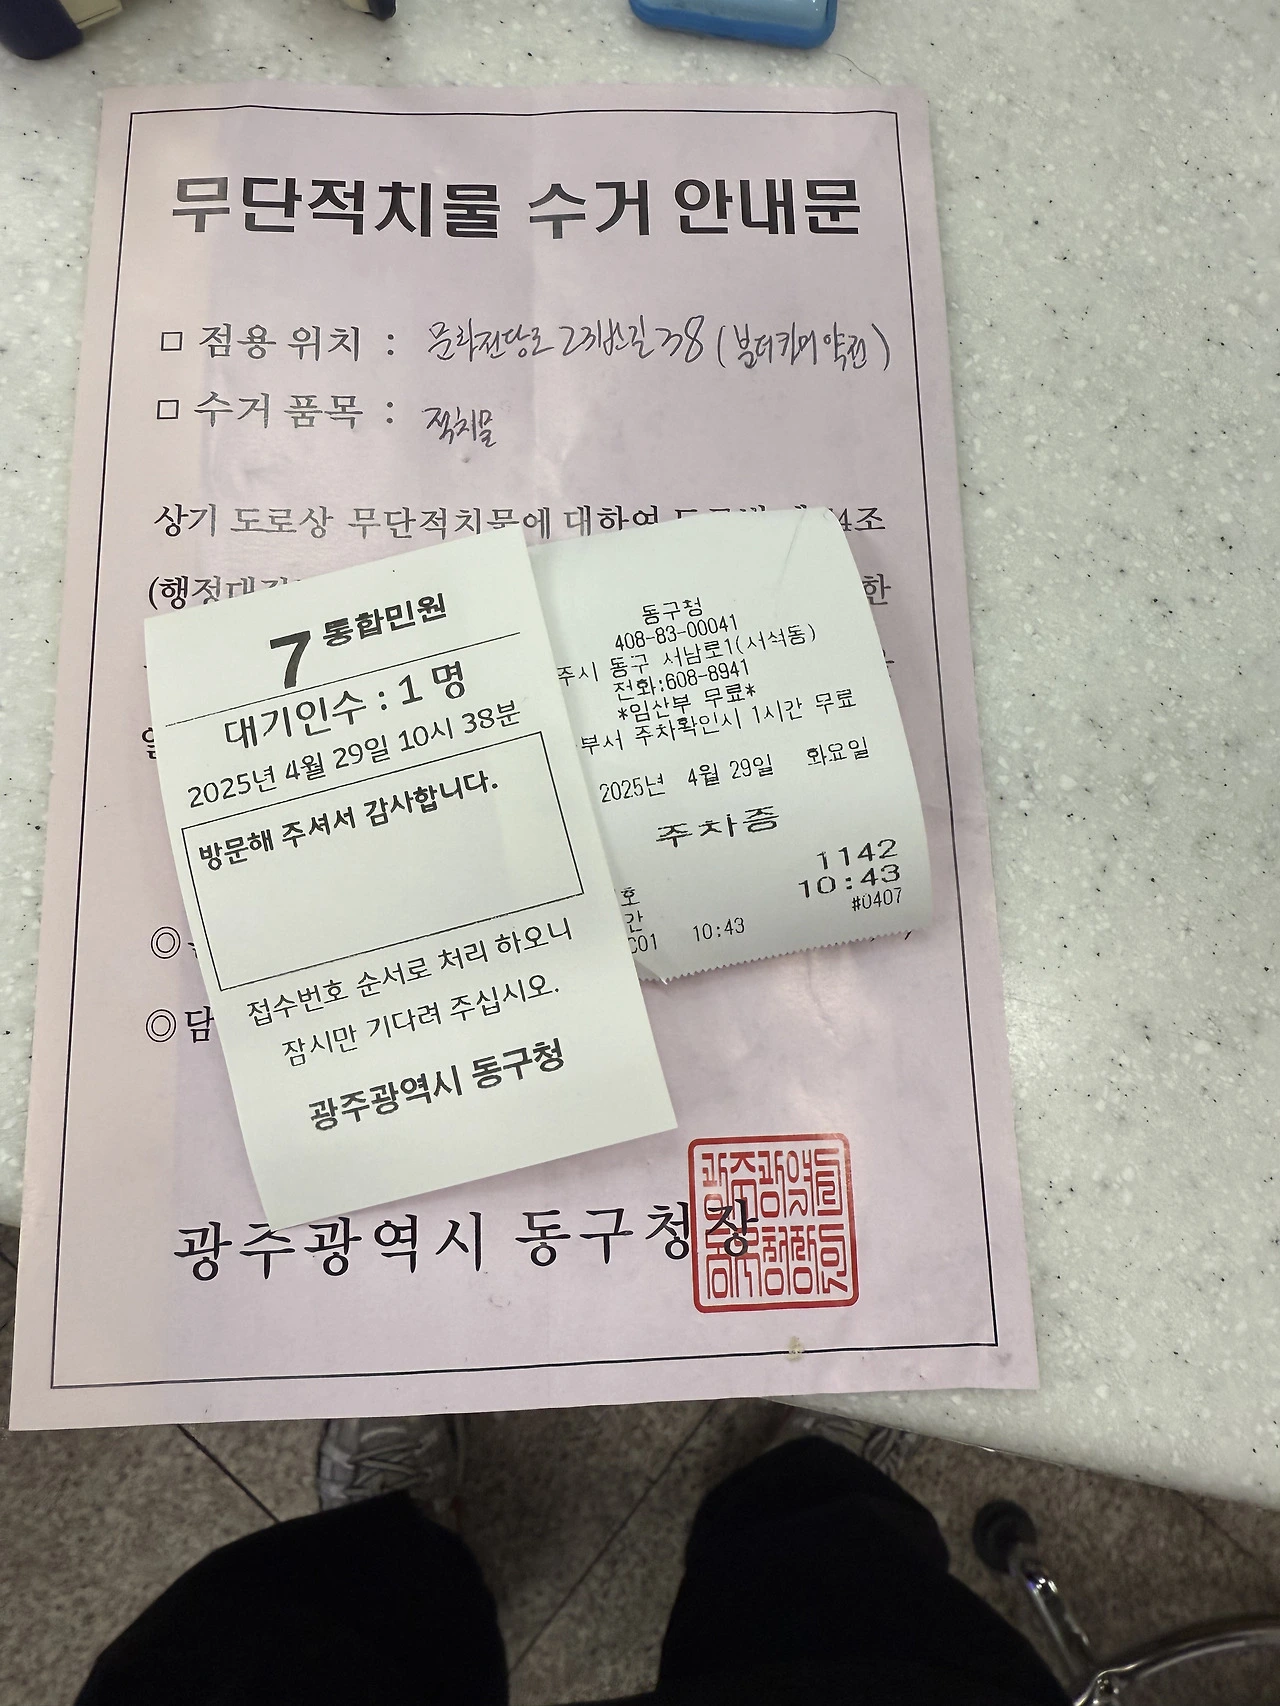 무단적치물 수거 안내문
□ 점용 위치 : 문화전당로 23번길 38 (
□ 수거 품목 : 적치물
상기 도로상 무단적치물에 대하여 4조
(행정대 한
7 통합민원
대기인수 : 1 명
2025년 4월 29일 10시 38분
방문해 주셔서 감사합니다.
접수번호 순서로 처리 하오니
잠시만 기다려 주십시오.
광주광역시 동구청
동구청
408-83-00041
주시 동구 서남로1(서석동)
전화:608-8941
*임산부 무료*
부서 주차확인시 1시간 무료
2025년 4월 29일 화요일
주차증
1142
호 10:43
간 #0407
C01 10:43
◎
◎ 담
광주광역시 동구청장